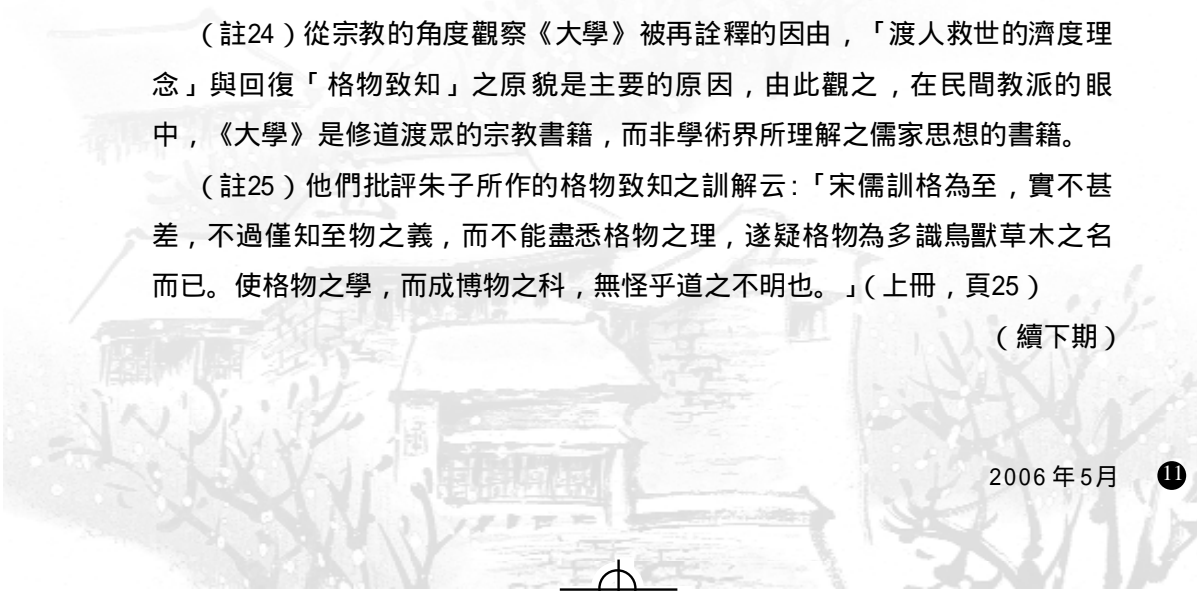 （註24）從宗教的角度觀察《大學》被再詮釋的因由，「渡人救世的濟度理
念」與回復「格物致知」之原貌是主要的原因，由此觀之，在民間教派的眼
中，《大學》是修道渡眾的宗教書籍，而非學術界所理解之儒家思想的書籍。
（註25）他們批評朱子所作的格物致知之訓解云：「宋儒訓格為至，實不甚
差，不過僅知至物之義，而不能盡悉格物之理，遂疑格物為多識鳥獸草木之名
而已。使格物之學，而成博物之科，無怪乎道之不明也。」（上冊，頁25）
（續下期）
2006年5月 11